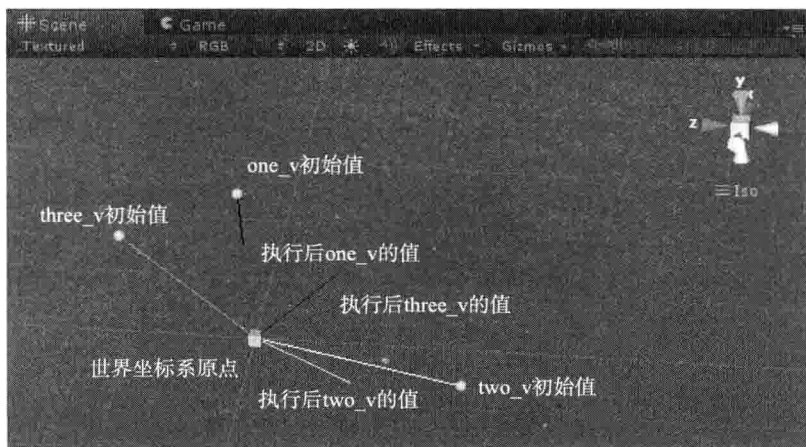 Scene Game
Textured RGB 2D Effects Gizmos
y
x
z
Iso
one_v初始值
three_v初始值
执行后one_v的值
执行后three_v的值
世界坐标系原点
执行后two_v的值
two_v初始值